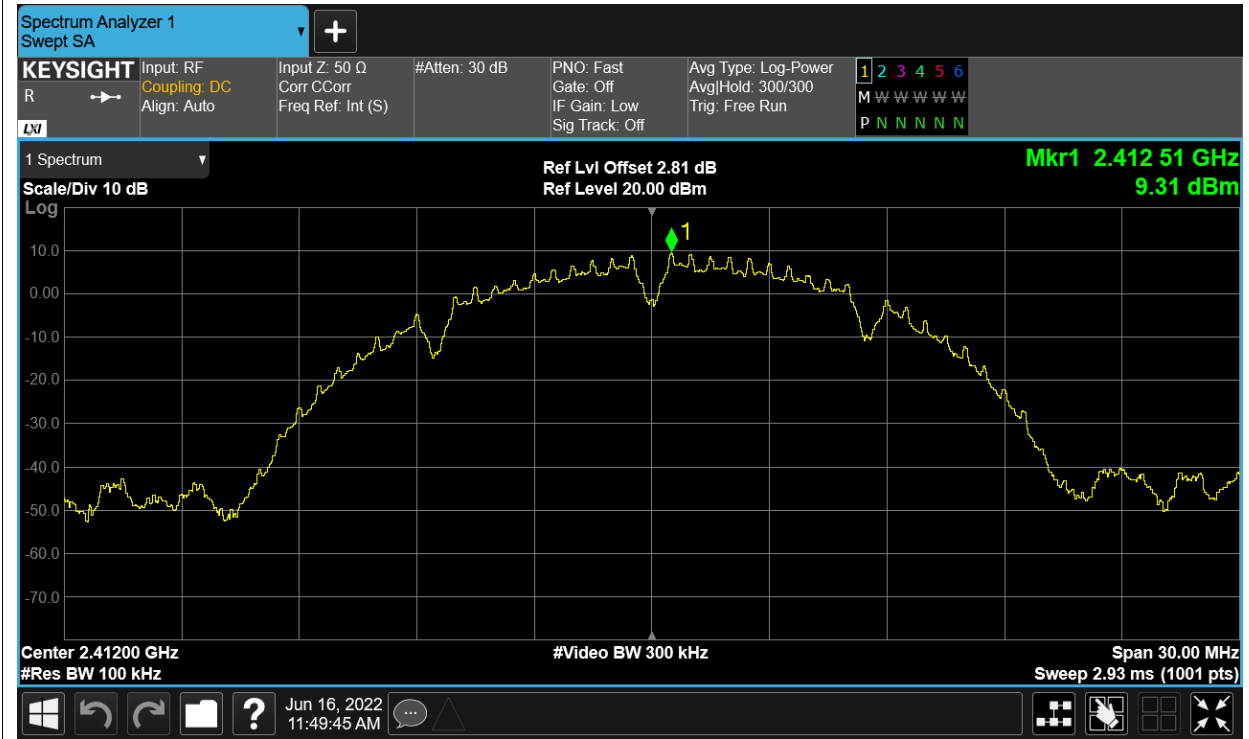 Spectrum Analyzer 1
Swept SA
KEYSIGHT
R
LXI
Input: RF
Coupling: DC
Align: Auto
Input Z: 50 Ω
Corr CCorr
Freq Ref: Int (S)
#Atten: 30 dB
PNO: Fast
Gate: Off
IF Gain: Low
Sig Track: Off
Avg Type: Log-Power
Avg|Hold: 300/300
Trig: Free Run
1 2 3 4 5 6
M W W W W W
P N N N N N
1 Spectrum
Scale/Div 10 dB
Ref Lvl Offset 2.81 dB
Ref Level 20.00 dBm
Mkr1 2.412 51 GHz
9.31 dBm
Log
1
10.0
0.00
-10.0
-20.0
-30.0
-40.0
-50.0
-60.0
-70.0
Center 2.41200 GHz
#Video BW 300 kHz
Span 30.00 MHz
#Res BW 100 kHz
Sweep 2.93 ms (1001 pts)
?
Jun 16, 2022
11:49:45 AM